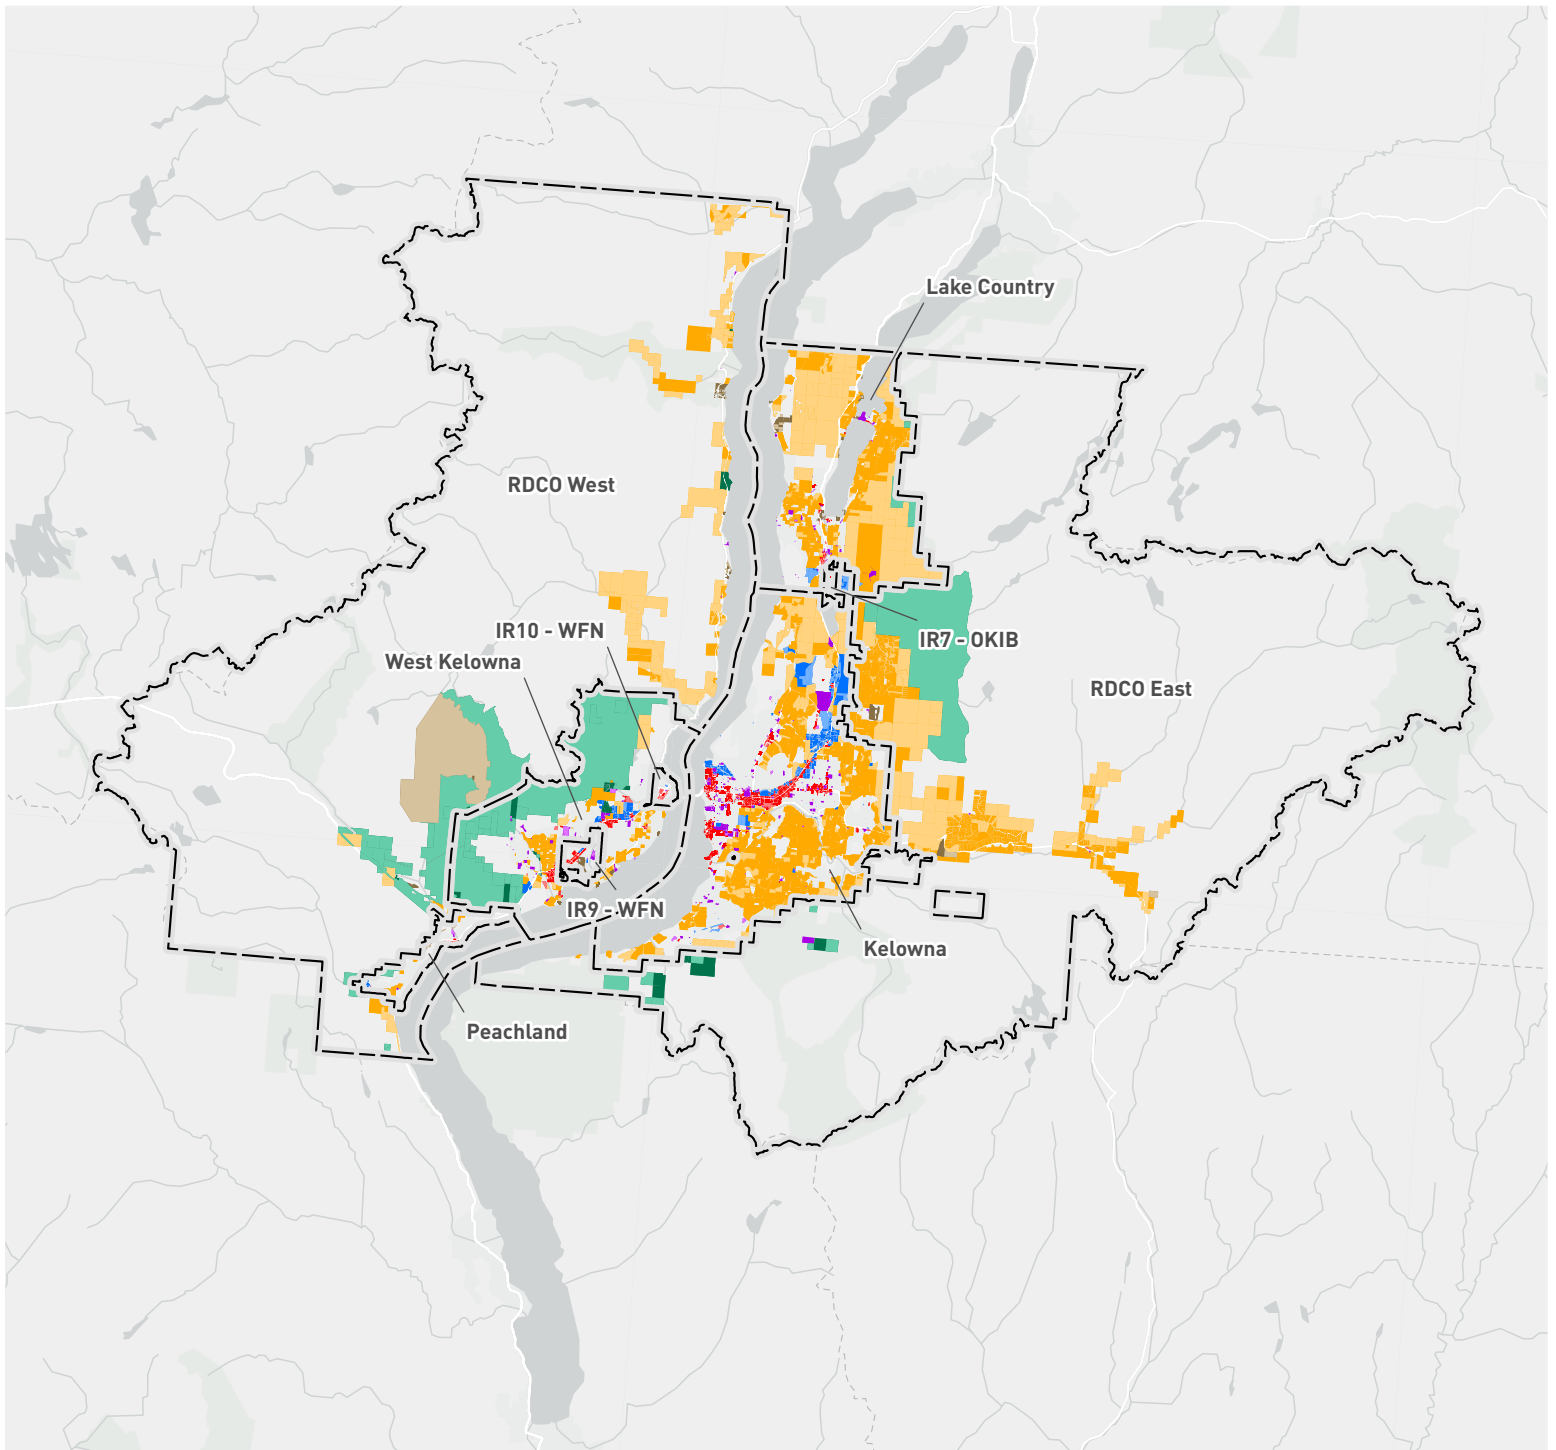 Lake Country
RDCO West
IR10 - WFN
IR7 - OKIB
West Kelowna
RDCO East
IR9 - WFN
Kelowna
Peachland